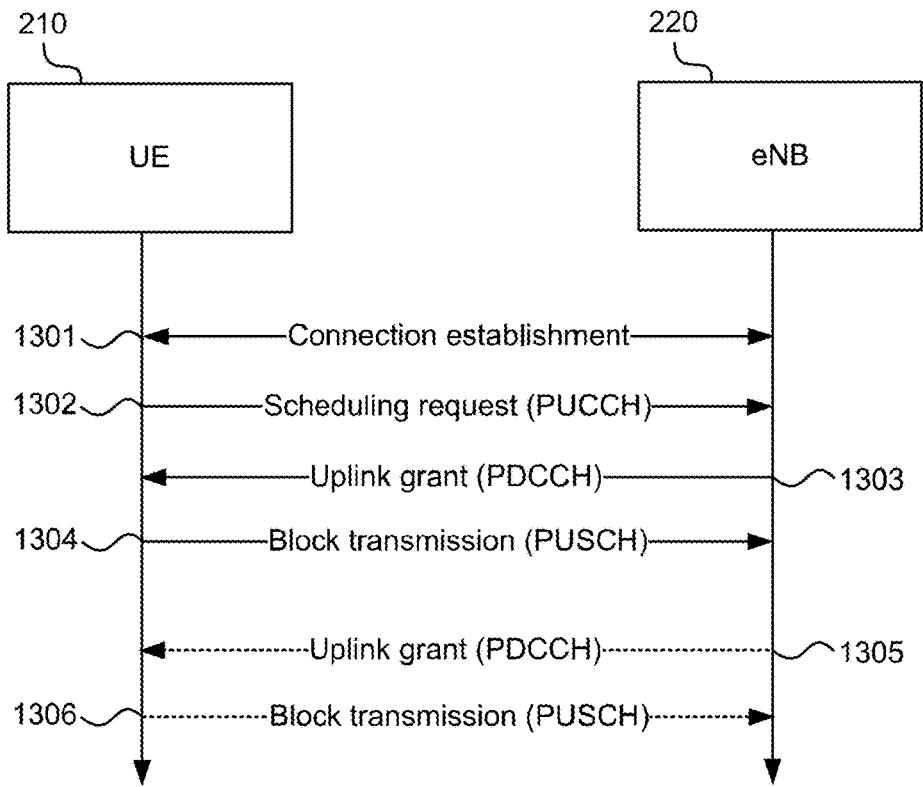 210
220
UE
eNB
1301
Connection establishment
1302
Scheduling request (PUCCH)
Uplink grant (PDCCH)
1303
1304
Block transmission (PUSCH)
Uplink grant (PDCCH)
1305
1306
Block transmission (PUSCH)